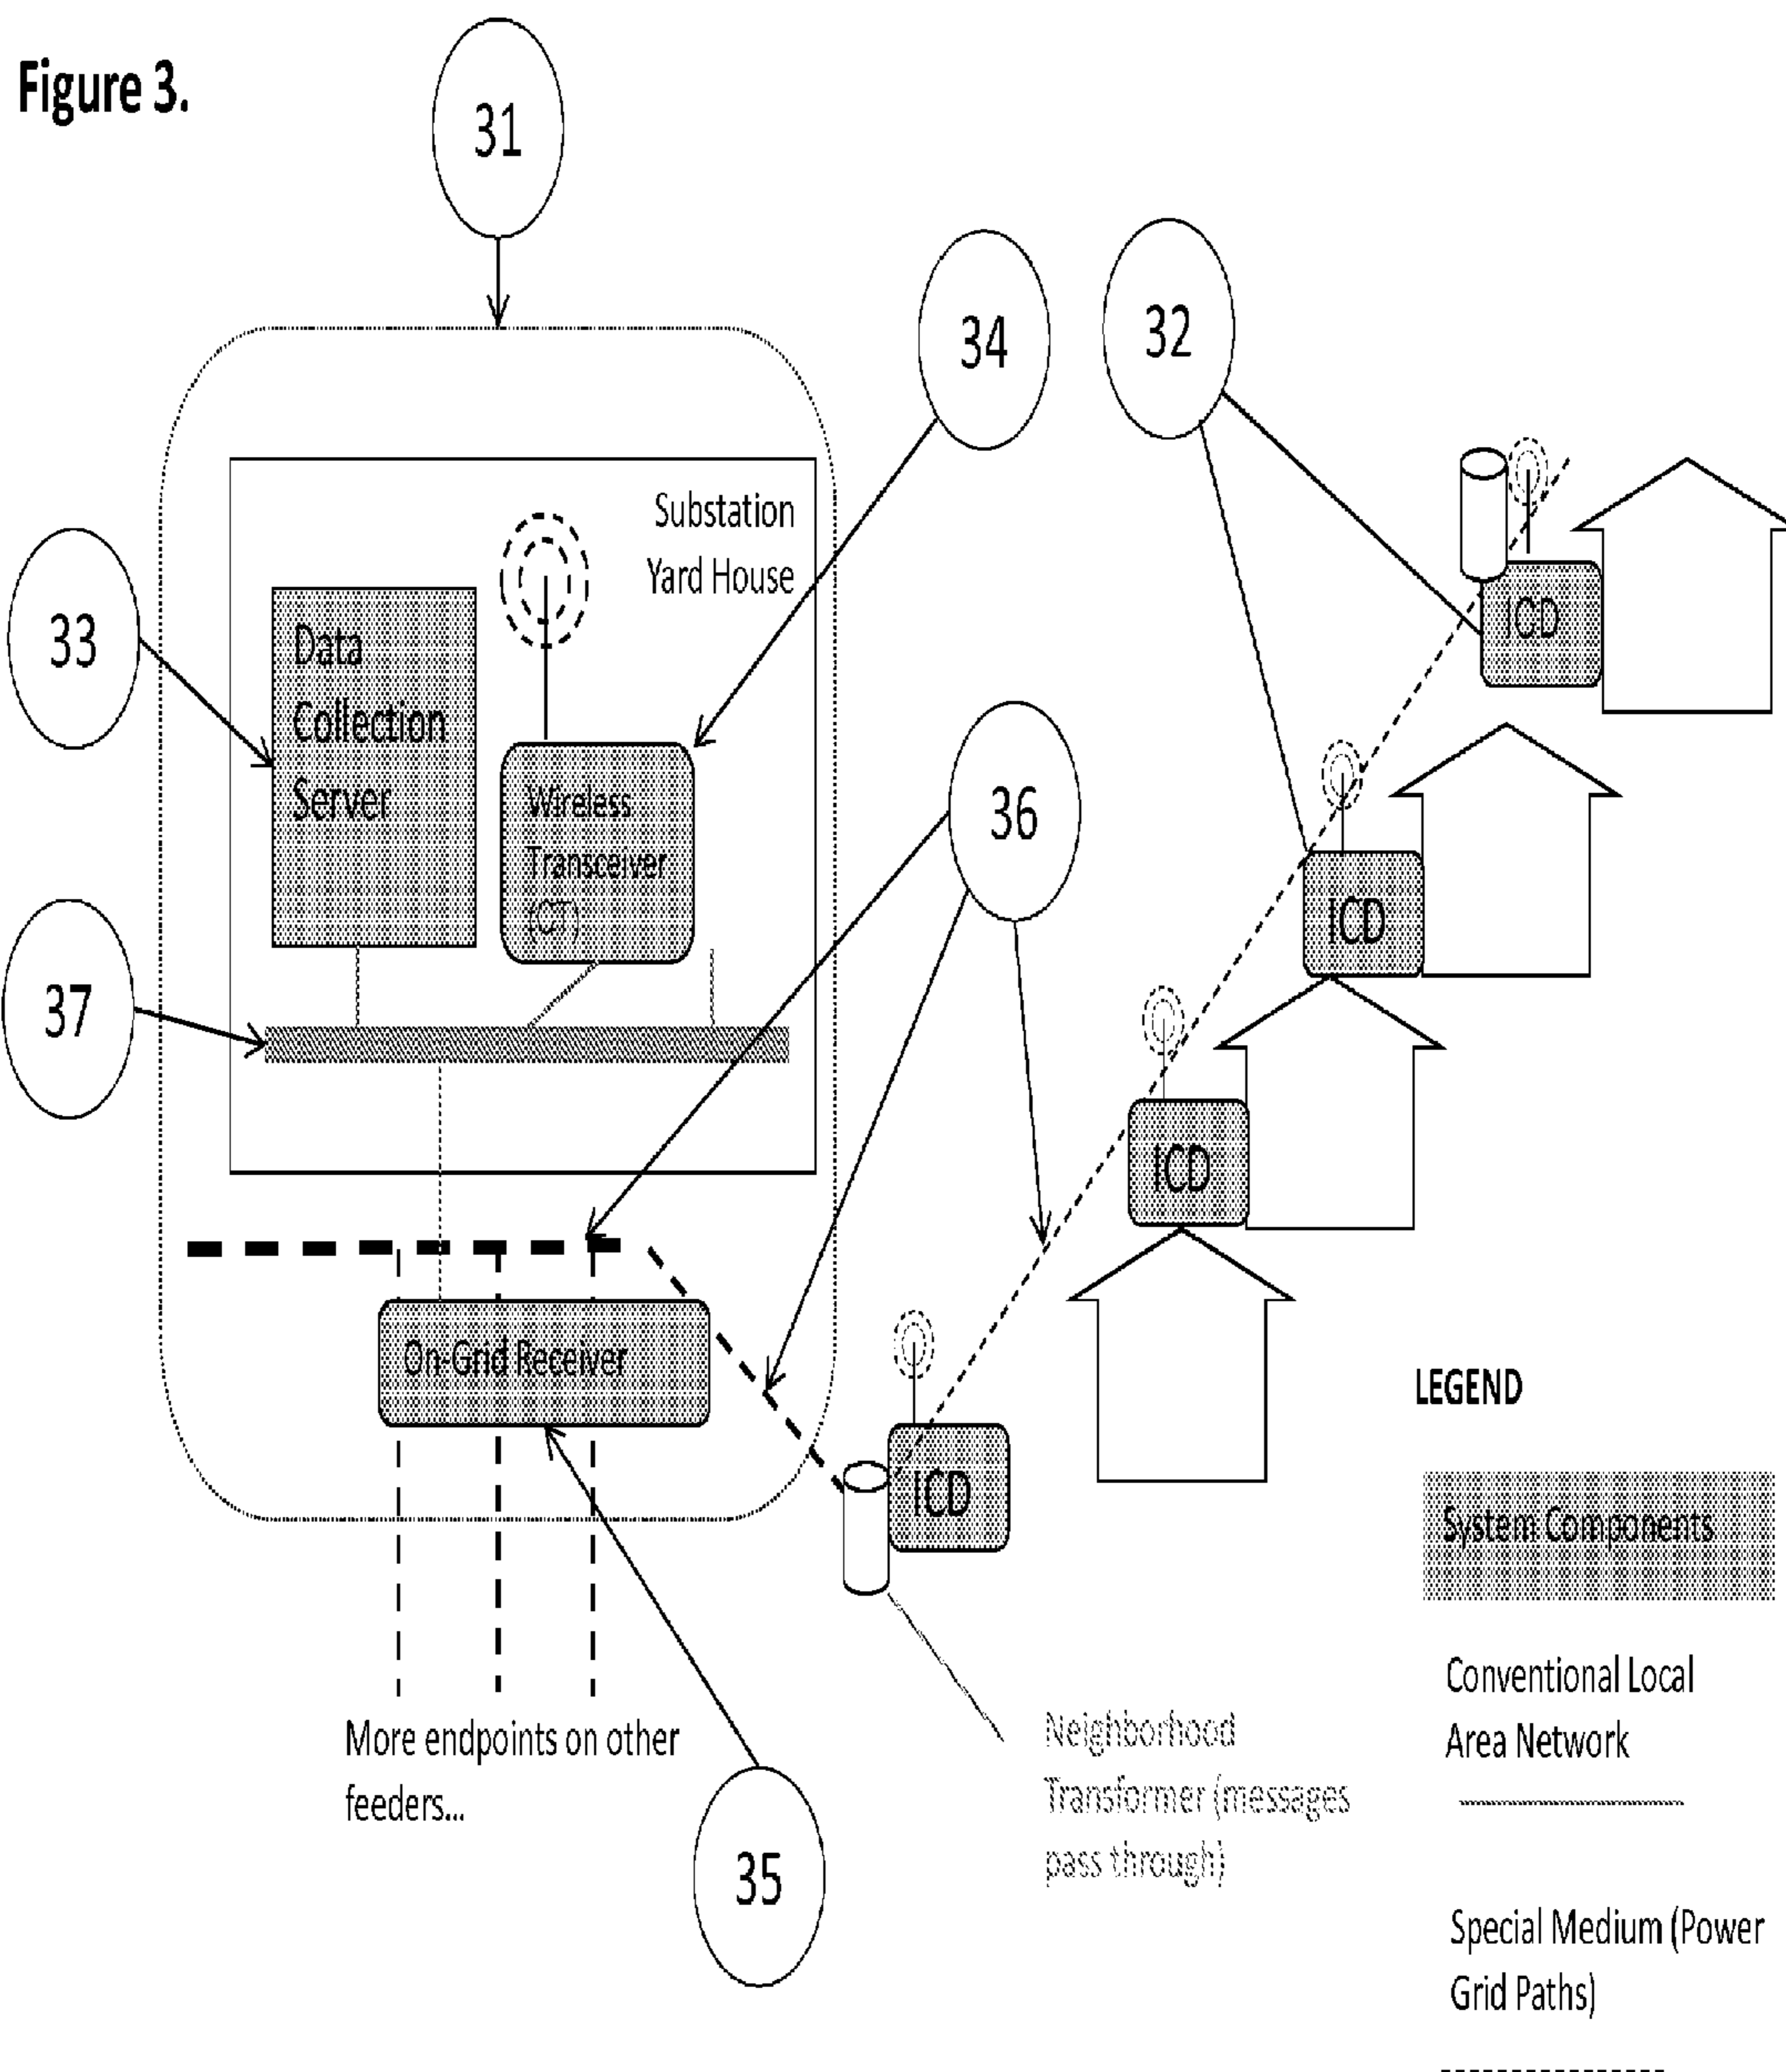 Figure 3.
31
34
32
Substation
Yard House
33
Data
Collection
Server
Wireless
Transceiver
(CT)
36
37
ICD
ICD
ICD
ICD
On-Grid Receiver
More endpoints on other
feeders...
35
Neighborhood
Transformer (messages
pass through)
LEGEND
System Components
Conventional Local
Area Network
Special Medium (Power
Grid Paths)